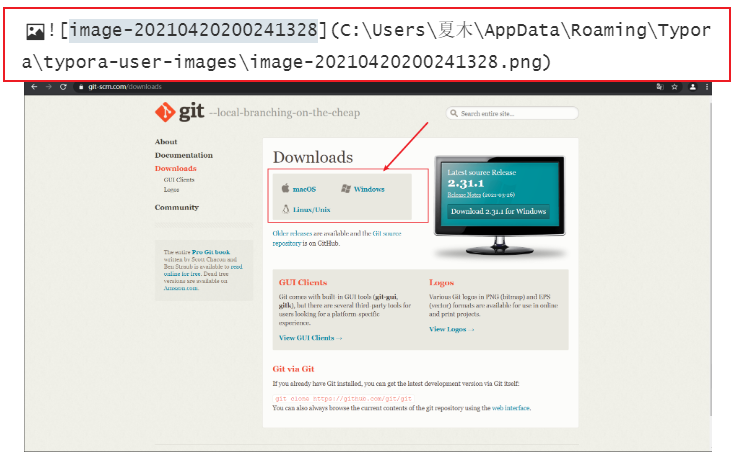 ![image-20210420200241328](C:\Users\夏木\AppData\Roaming\Typor
a\typora-user-images\image-20210420200241328.png)
git-scm.com/downloads
git --local-branching-on-the-cheap
Search entire site...
About
Documentation
Downloads
GUI Clients
Logos
Community
The entire Pro Git book
written by Scott Chacon and
Ben Straub is available to read
online for free. Dead tree
versions are available on
Amazon.com.
Downloads
macOS
Windows
Linux/Unix
Older releases are available and the Git source
repository is on GitHub.
Latest source Release
2.31.1
Release Notes (2021-03-26)
Download 2.31.1 for Windows
GUI Clients
Git comes with built-in GUI tools (git-gui,
gitk), but there are several third-party tools for
users looking for a platform-specific
experience.
View GUI Clients →
Logos
Various Git logos in PNG (bitmap) and EPS
(vector) formats are available for use in online
and print projects.
View Logos →
Git via Git
If you already have Git installed, you can get the latest development version via Git itself:
git clone https://github.com/git/git
You can also always browse the current contents of the git repository using the web interface.